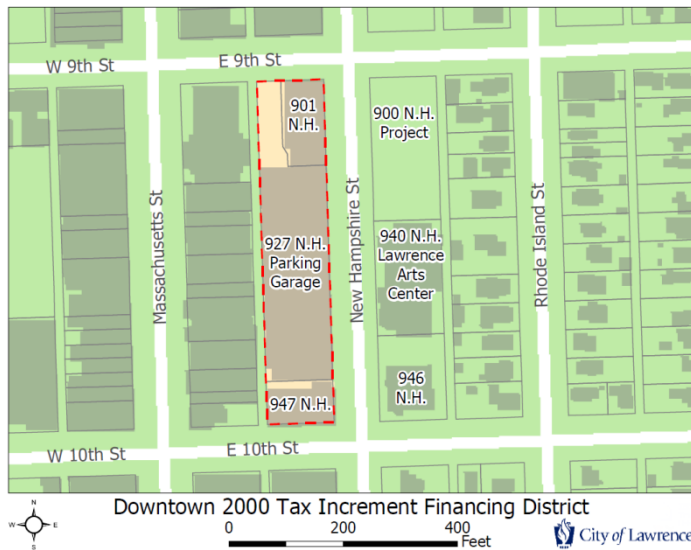 W 9th St
E 9th St
901
N.H.
900 N.H.
Project
Massachusetts St
927 N.H.
Parking
Garage
New Hampshire St
940 N.H.
Lawrence
Arts
Center
Rhode Island St
946
N.H.
947 N.H.
W 10th St
E 10th St
Downtown 2000 Tax Increment Financing District
N
W
E
S
0
200
400
Feet
City of Lawrence